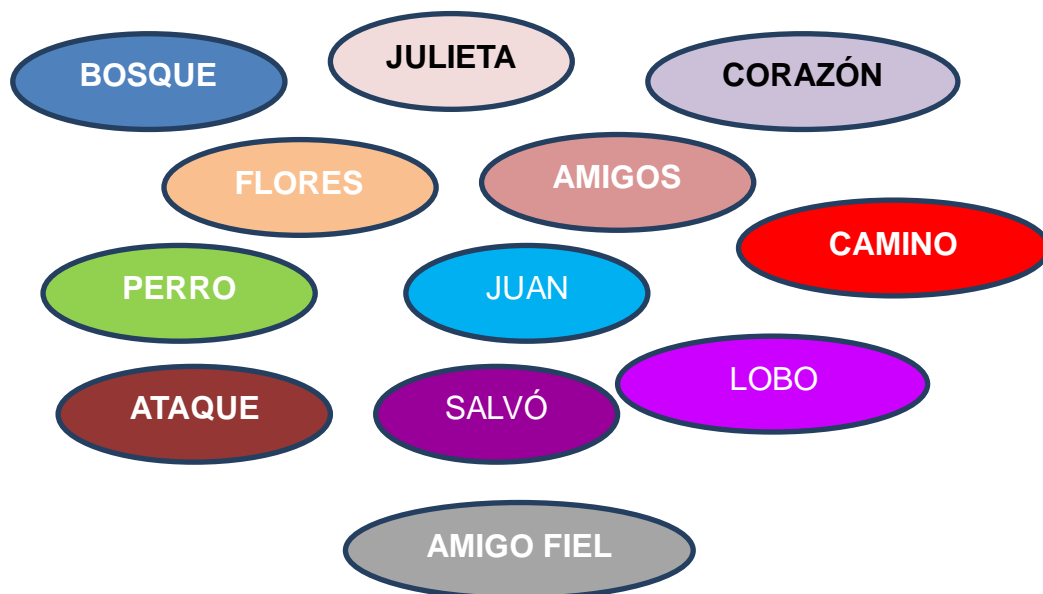 BOSQUE
JULIETA
CORAZÓN
FLORES
AMIGOS
CAMINO
PERRO
JUAN
LOBO
ATAQUE
SALVÓ
AMIGO FIEL